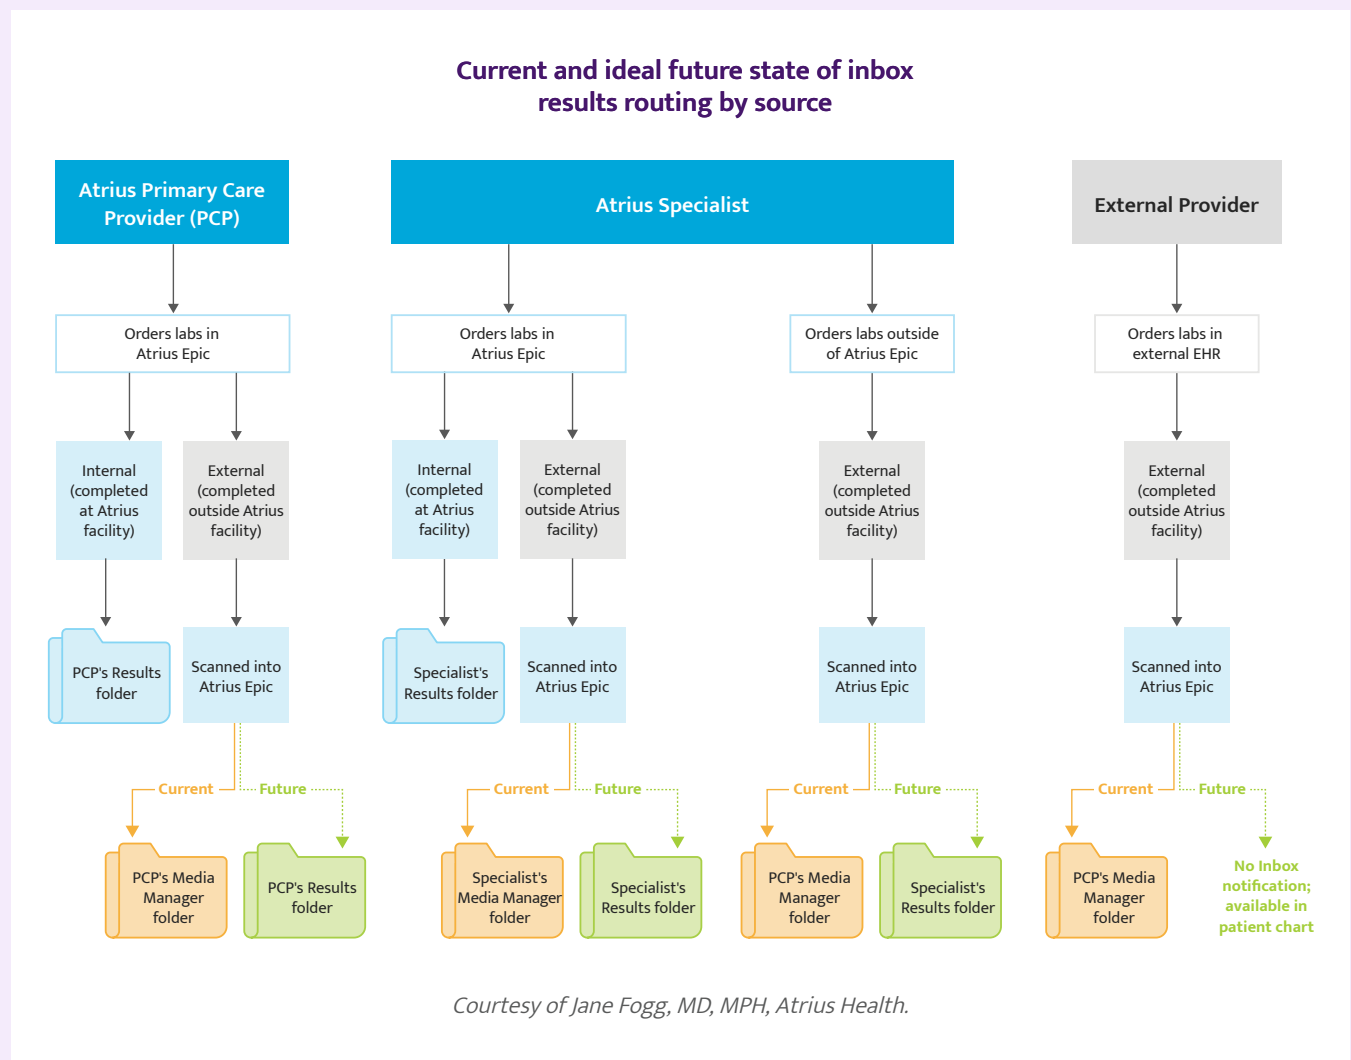 Current and ideal future state of inbox
results routing by source
Atrius Primary Care
Provider (PCP)
Atrius Specialist
External Provider
Orders labs in
Atrius Epic
Orders labs in
Atrius Epic
Orders labs outside
of Atrius Epic
Orders labs in
external EHR
Internal
(completed
at Atrius
facility)
External
(completed
outside Atrius
facility)
Internal
(completed
at Atrius
facility)
External
(completed
outside Atrius
facility)
External
(completed
outside Atrius
facility)
External
(completed
outside Atrius
facility)
PCP's Results
folder
Scanned into
Atrius Epic
Specialist's
Results folder
Scanned into
Atrius Epic
Scanned into
Atrius Epic
Scanned into
Atrius Epic
Current
Future
Current
Future
Current
Future
Current
Future
PCP's Media
Manager
folder
PCP's Results
folder
Specialist's
Media Manager
folder
Specialist's
Results folder
PCP's Media
Manager
folder
Specialist's
Results folder
PCP's Media
Manager
folder
No Inbox
notification;
available in
patient chart
Courtesy of Jane Fogg, MD, MPH, Atrius Health.